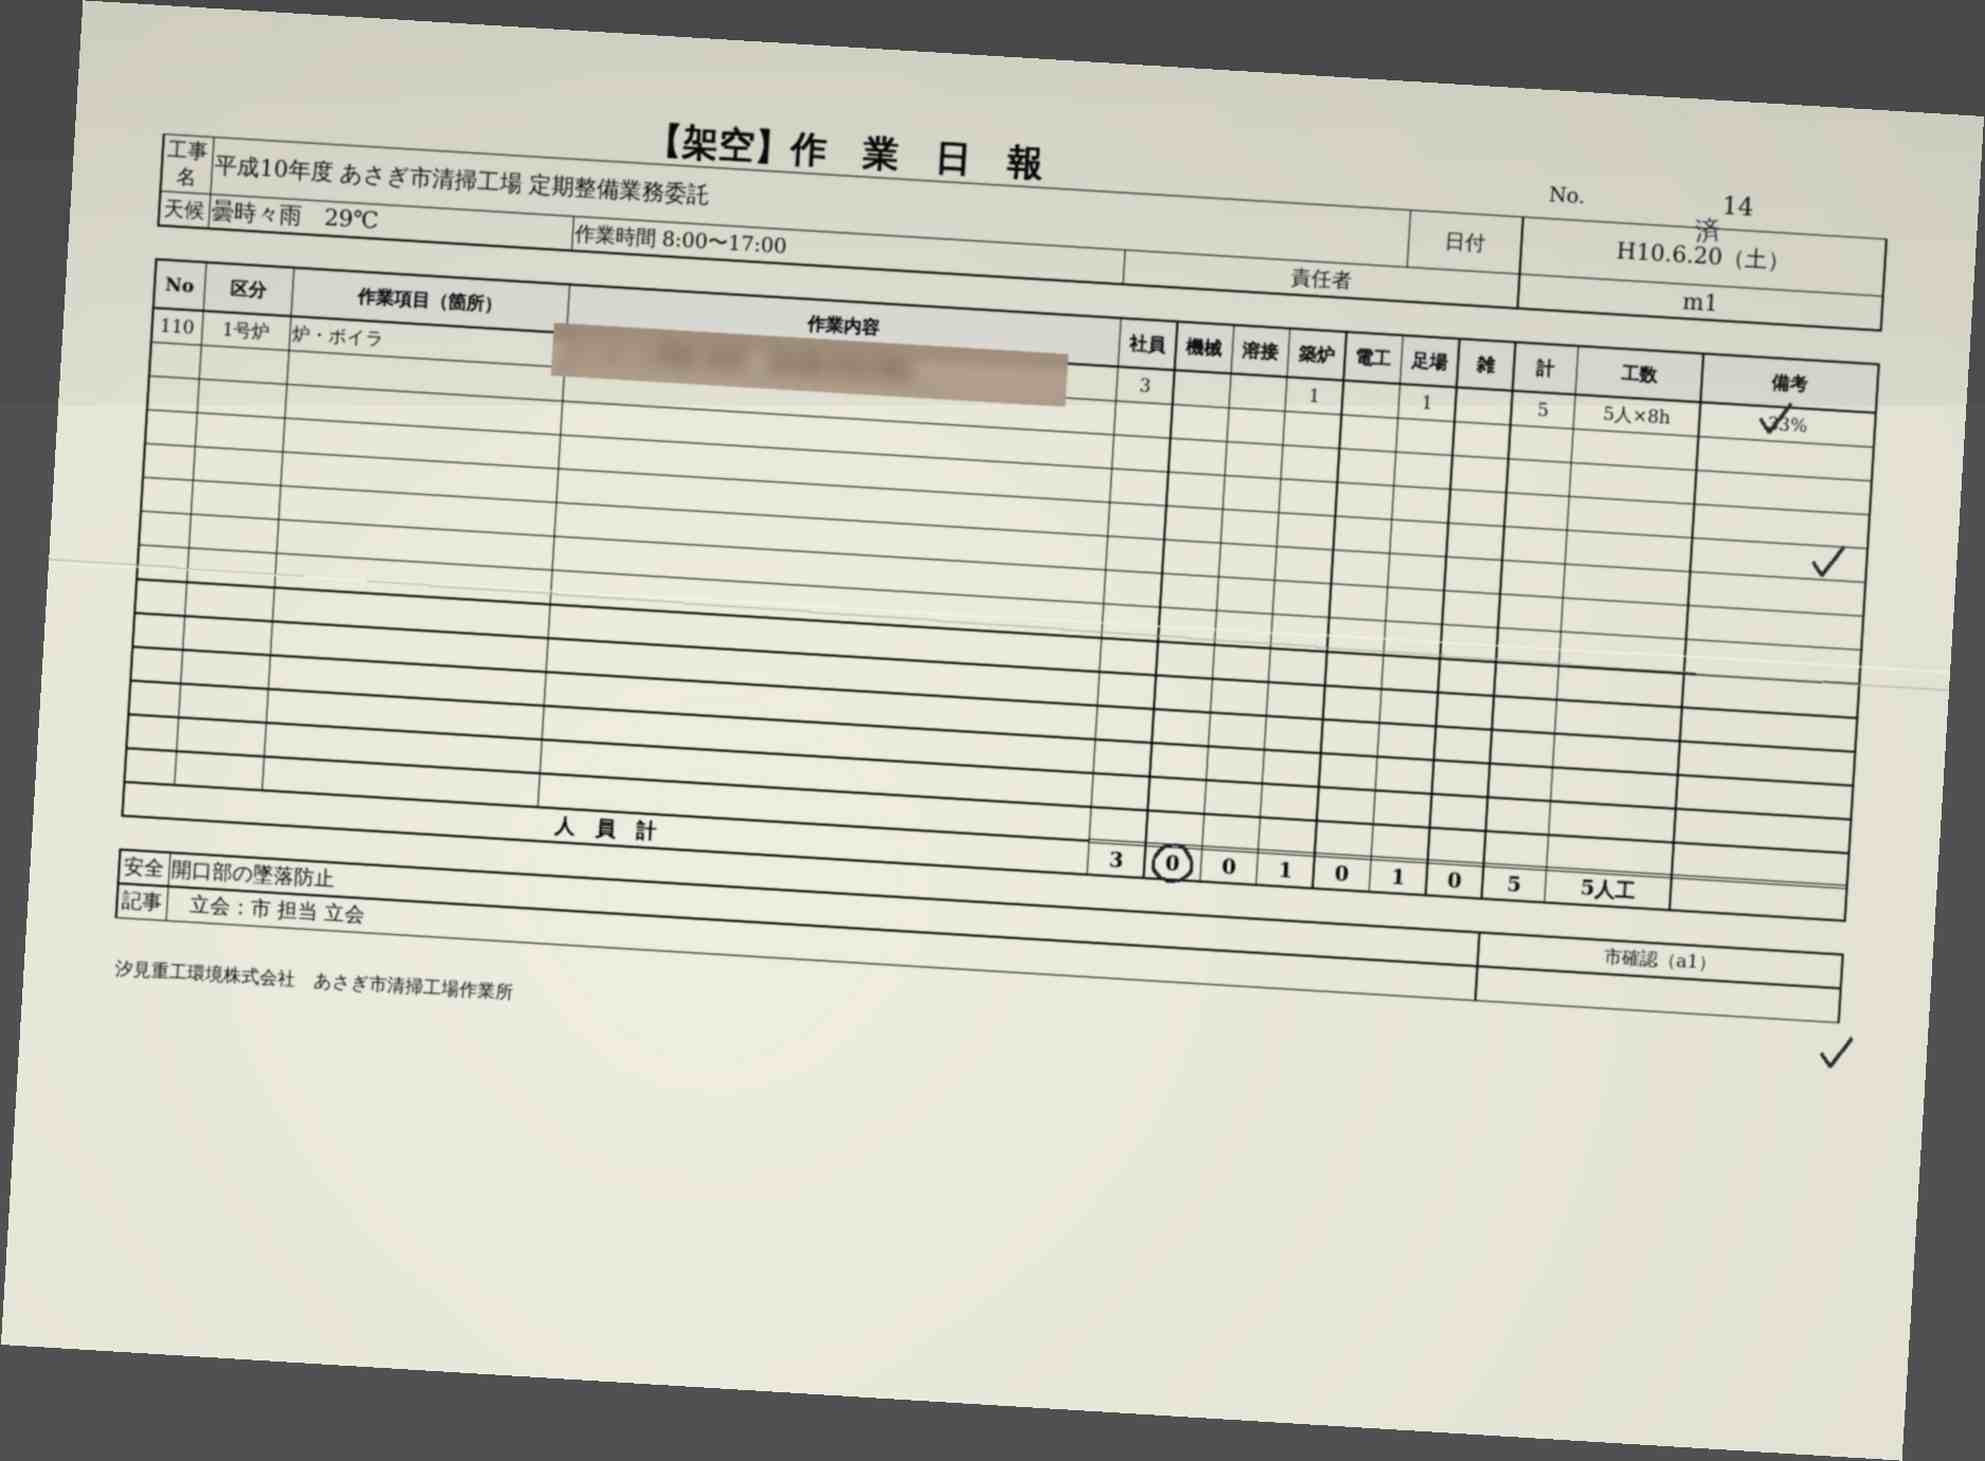 【架空】作 業 日 報
No. 14
済
工事名 平成10年度 あさぎ市清掃工場 定期整備業務委託 日付 H10.6.20（土）
天候 曇時々雨 29℃ 作業時間 8:00〜17:00 責任者 m1
No 区分 作業項目（箇所） 作業内容 社員 機械 溶接 築炉 電工 足場 雑 計 工数 備考
110 1号炉 炉・ボイラ 3 1 1 5 5人×8h 33%
人 員 計 3 0 0 1 0 1 0 5 5人工
安全 開口部の墜落防止 市確認（a1）
記事 立会：市 担当 立会
汐見重工環境株式会社 あさぎ市清掃工場作業所